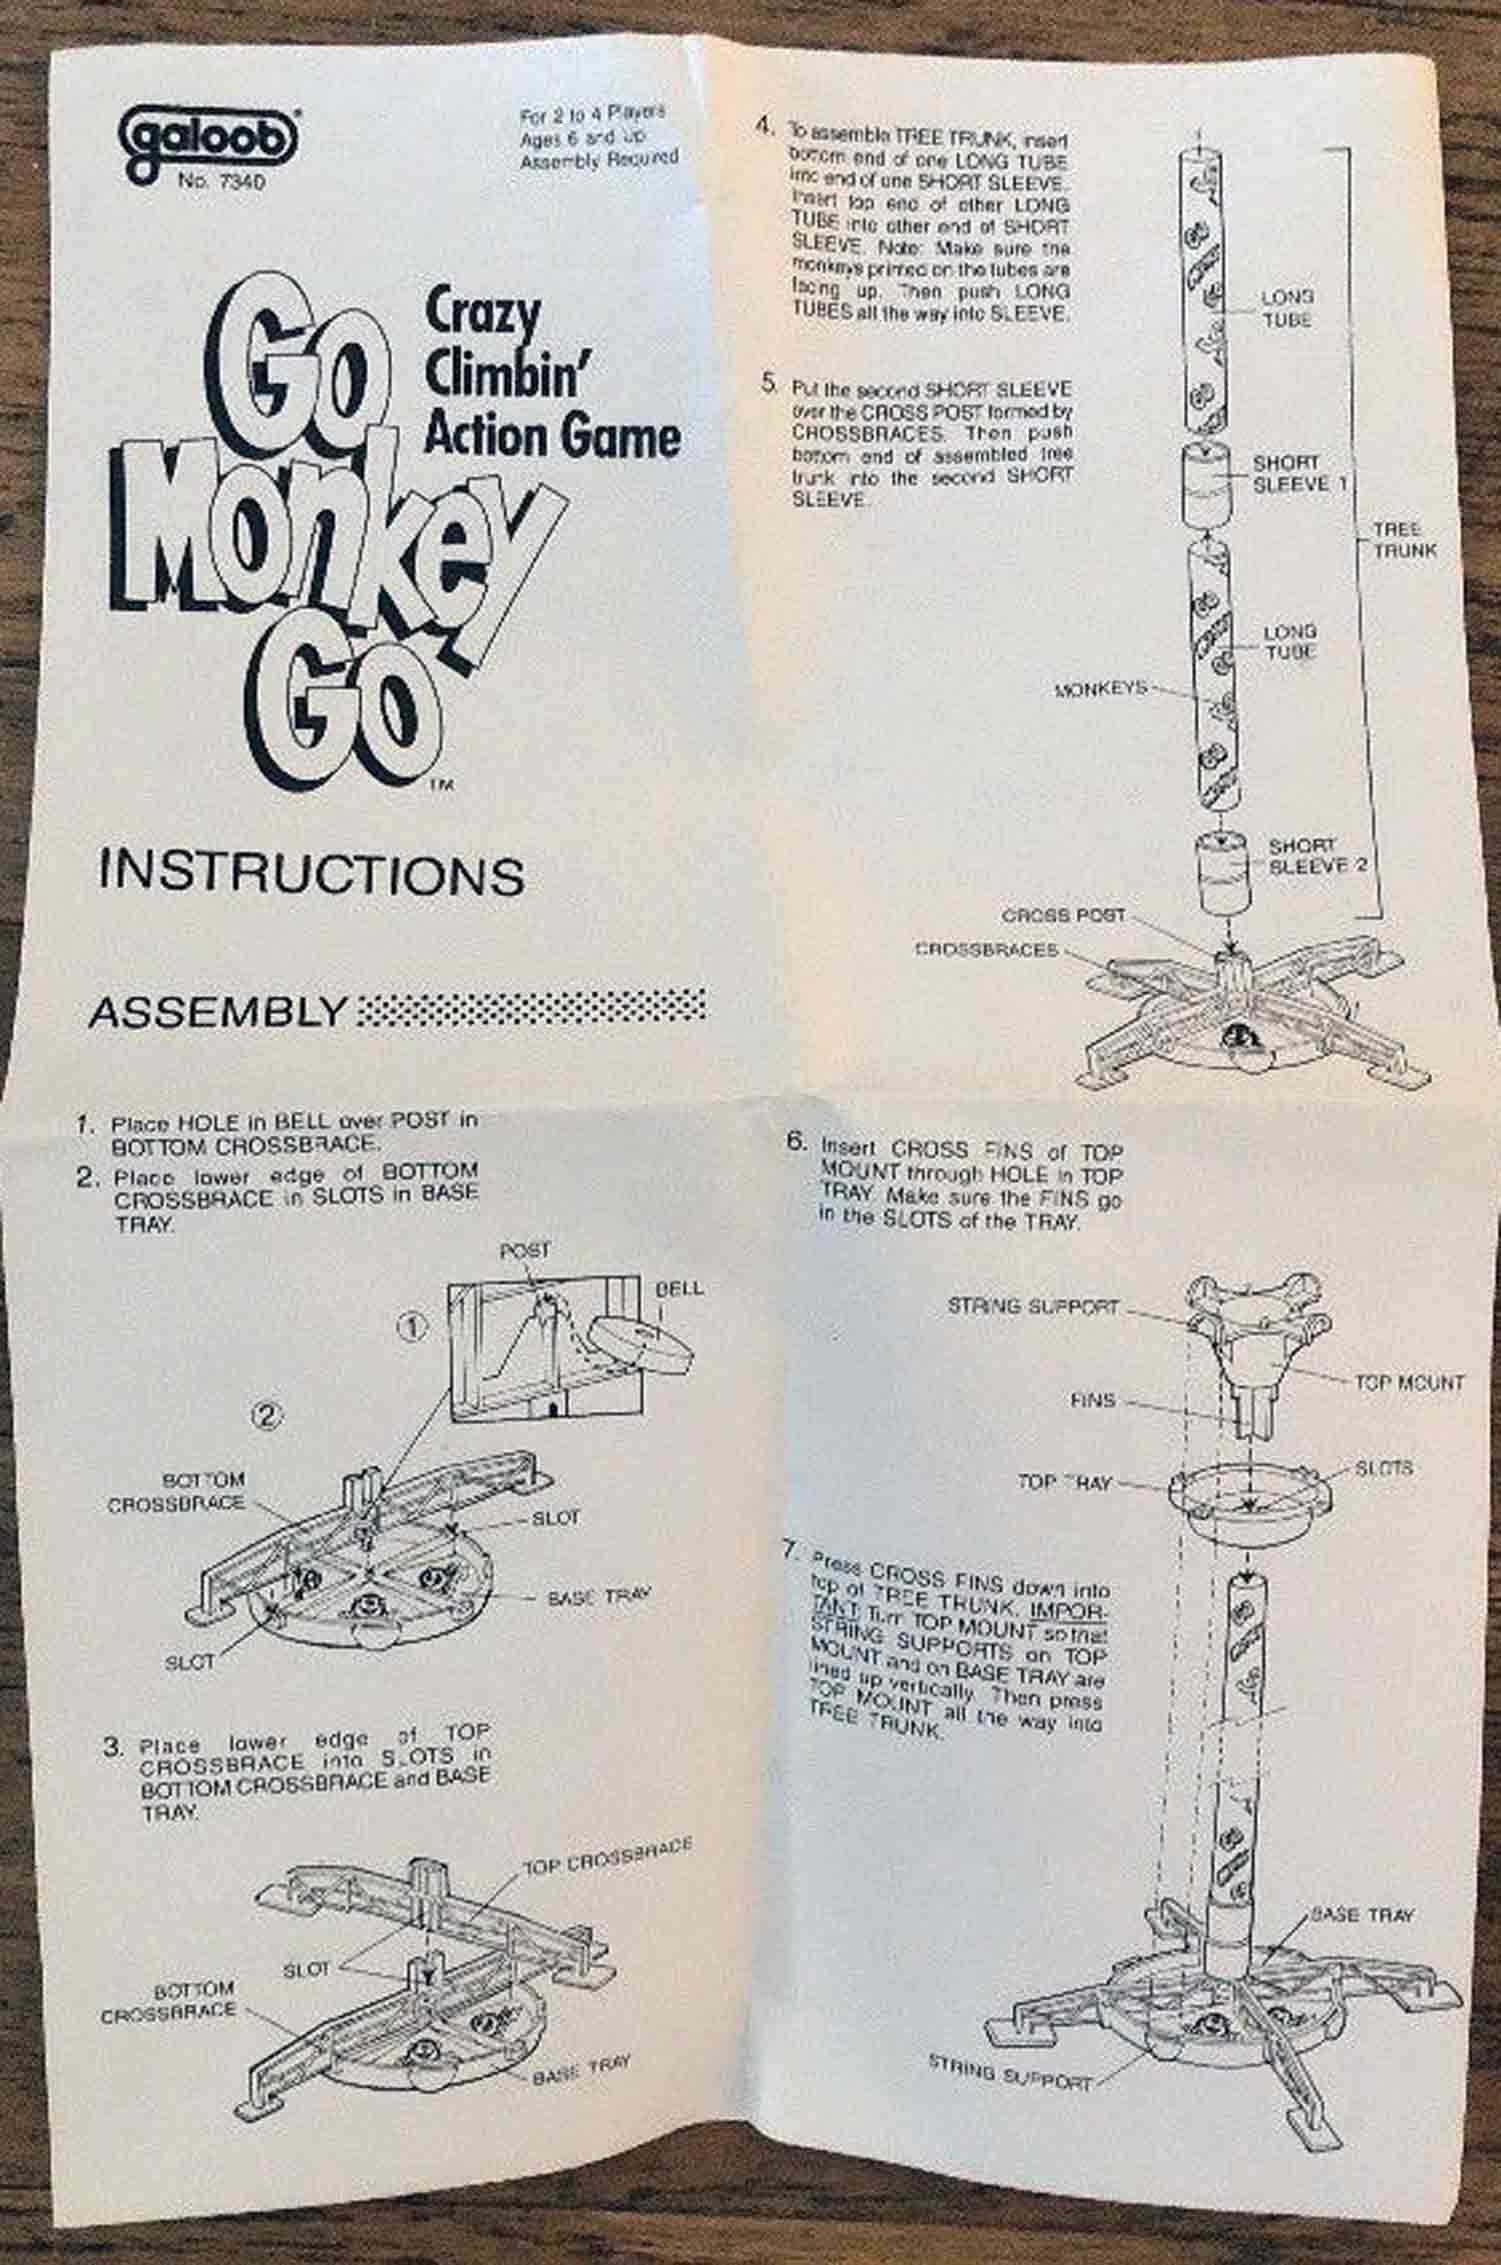 galoob®
No. 7340
For 2 to 4 Players
Ages 6 and up
Assembly Required
Go
Monkey
Go
™
Crazy
Climbin'
Action Game
INSTRUCTIONS
ASSEMBLY
1. Place HOLE in BELL over POST in
BOTTOM CROSSBRACE.
2. Place lower edge of BOTTOM
CROSSBRACE in SLOTS in BASE
TRAY.
POST
BELL
1
2
BOTTOM
CROSSBRACE
SLOT
BASE TRAY
SLOT
3. Place lower edge of TOP
CROSSBRACE into SLOTS in
BOTTOM CROSSBRACE and BASE
TRAY.
TOP CROSSBRACE
SLOT
BOTTOM
CROSSBRACE
BASE TRAY
4. To assemble TREE TRUNK, insert
bottom end of one LONG TUBE
into end of one SHORT SLEEVE.
Insert top end of other LONG
TUBE into other end of SHORT
SLEEVE. Note: Make sure the
monkeys printed on the tubes are
facing up. Then push LONG
TUBES all the way into SLEEVE.
5. Put the second SHORT SLEEVE
over the CROSS POST formed by
CROSSBRACES. Then push
bottom end of assembled tree
trunk into the second SHORT
SLEEVE.
LONG
TUBE
SHORT
SLEEVE 1
TREE
TRUNK
LONG
TUBE
MONKEYS
SHORT
SLEEVE 2
CROSS POST
CROSSBRACES
6. Insert CROSS FINS of TOP
MOUNT through HOLE in TOP
TRAY. Make sure the FINS go
in the SLOTS of the TRAY.
STRING SUPPORT
TOP MOUNT
FINS
TOP TRAY
SLOTS
7. Press CROSS FINS down into
top of TREE TRUNK. IMPOR-
TANT: Turn TOP MOUNT so that
STRING SUPPORTS on TOP
MOUNT and on BASE TRAY are
lined up vertically. Then press
TOP MOUNT all the way into
TREE TRUNK.
BASE TRAY
STRING SUPPORT